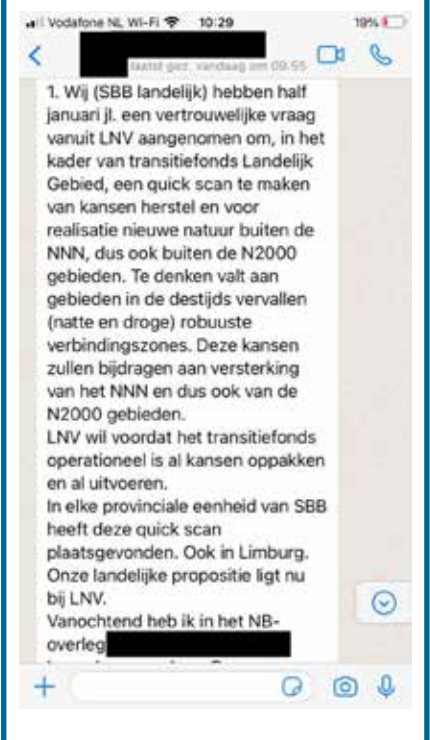 Vodafone NL Wi-Fi 10:29 19%
laatst gez. vandaag om 09:55
1. Wij (SBB landelijk) hebben half
januari jl. een vertrouwelijke vraag
vanuit LNV aangenomen om, in het
kader van transitiefonds Landelijk
Gebied, een quick scan te maken
van kansen herstel en voor
realisatie nieuwe natuur buiten de
NNN, dus ook buiten de N2000
gebieden. Te denken valt aan
gebieden in de destijds vervallen
(natte en droge) robuuste
verbindingszones. Deze kansen
zullen bijdragen aan versterking
van het NNN en dus ook van de
N2000 gebieden.
LNV wil voordat het transitiefonds
operationeel is al kansen oppakken
en al uitvoeren.
In elke provinciale eenheid van SBB
heeft deze quick scan
plaatsgevonden. Ook in Limburg.
Onze landelijke propositie ligt nu
bij LNV.
Vanochtend heb ik in het NB-
overleg